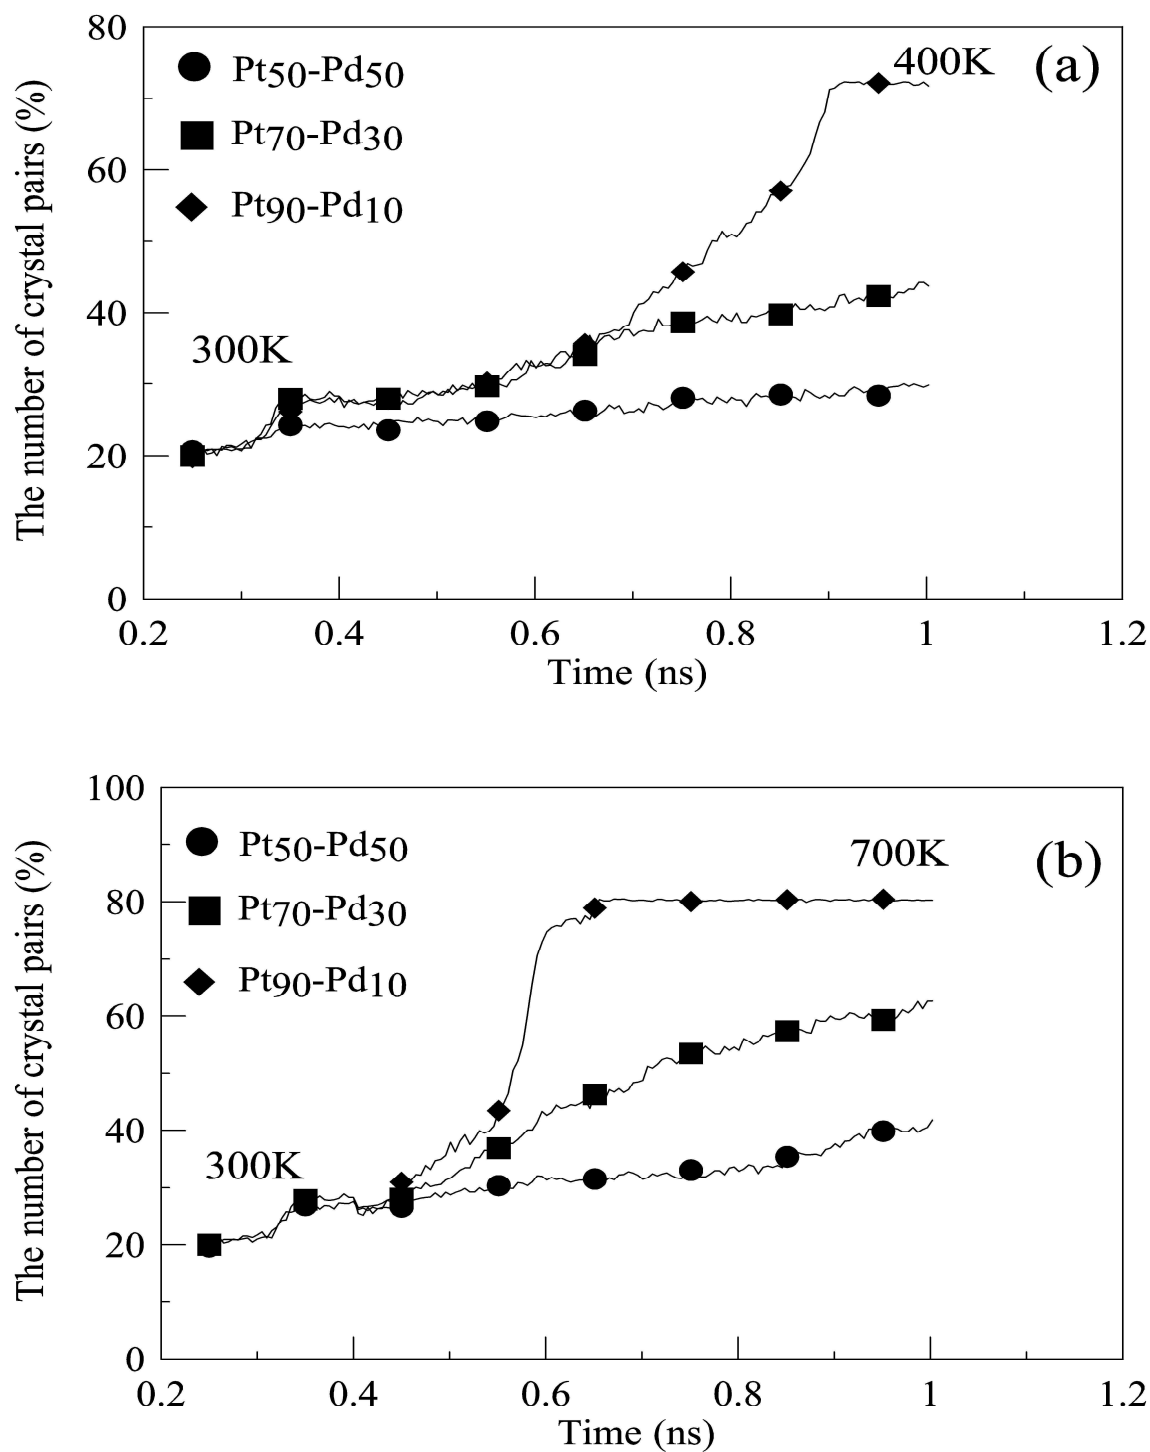 80
60
40
20
0
The number of crystal pairs (%)
Pt50-Pd50
Pt70-Pd30
Pt90-Pd10
400K
(a)
300K
0.2 0.4 0.6 0.8 1 1.2
Time (ns)
100
80
60
40
20
0
The number of crystal pairs (%)
Pt50-Pd50
Pt70-Pd30
Pt90-Pd10
700K
(b)
300K
0.2 0.4 0.6 0.8 1 1.2
Time (ns)